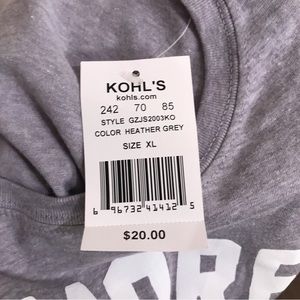 KOHL'S
kohls.com
242 70 85
STYLE GZJS2003KO
COLOR HEATHER GREY
SIZE XL
6 96732 41412 5
$20.00